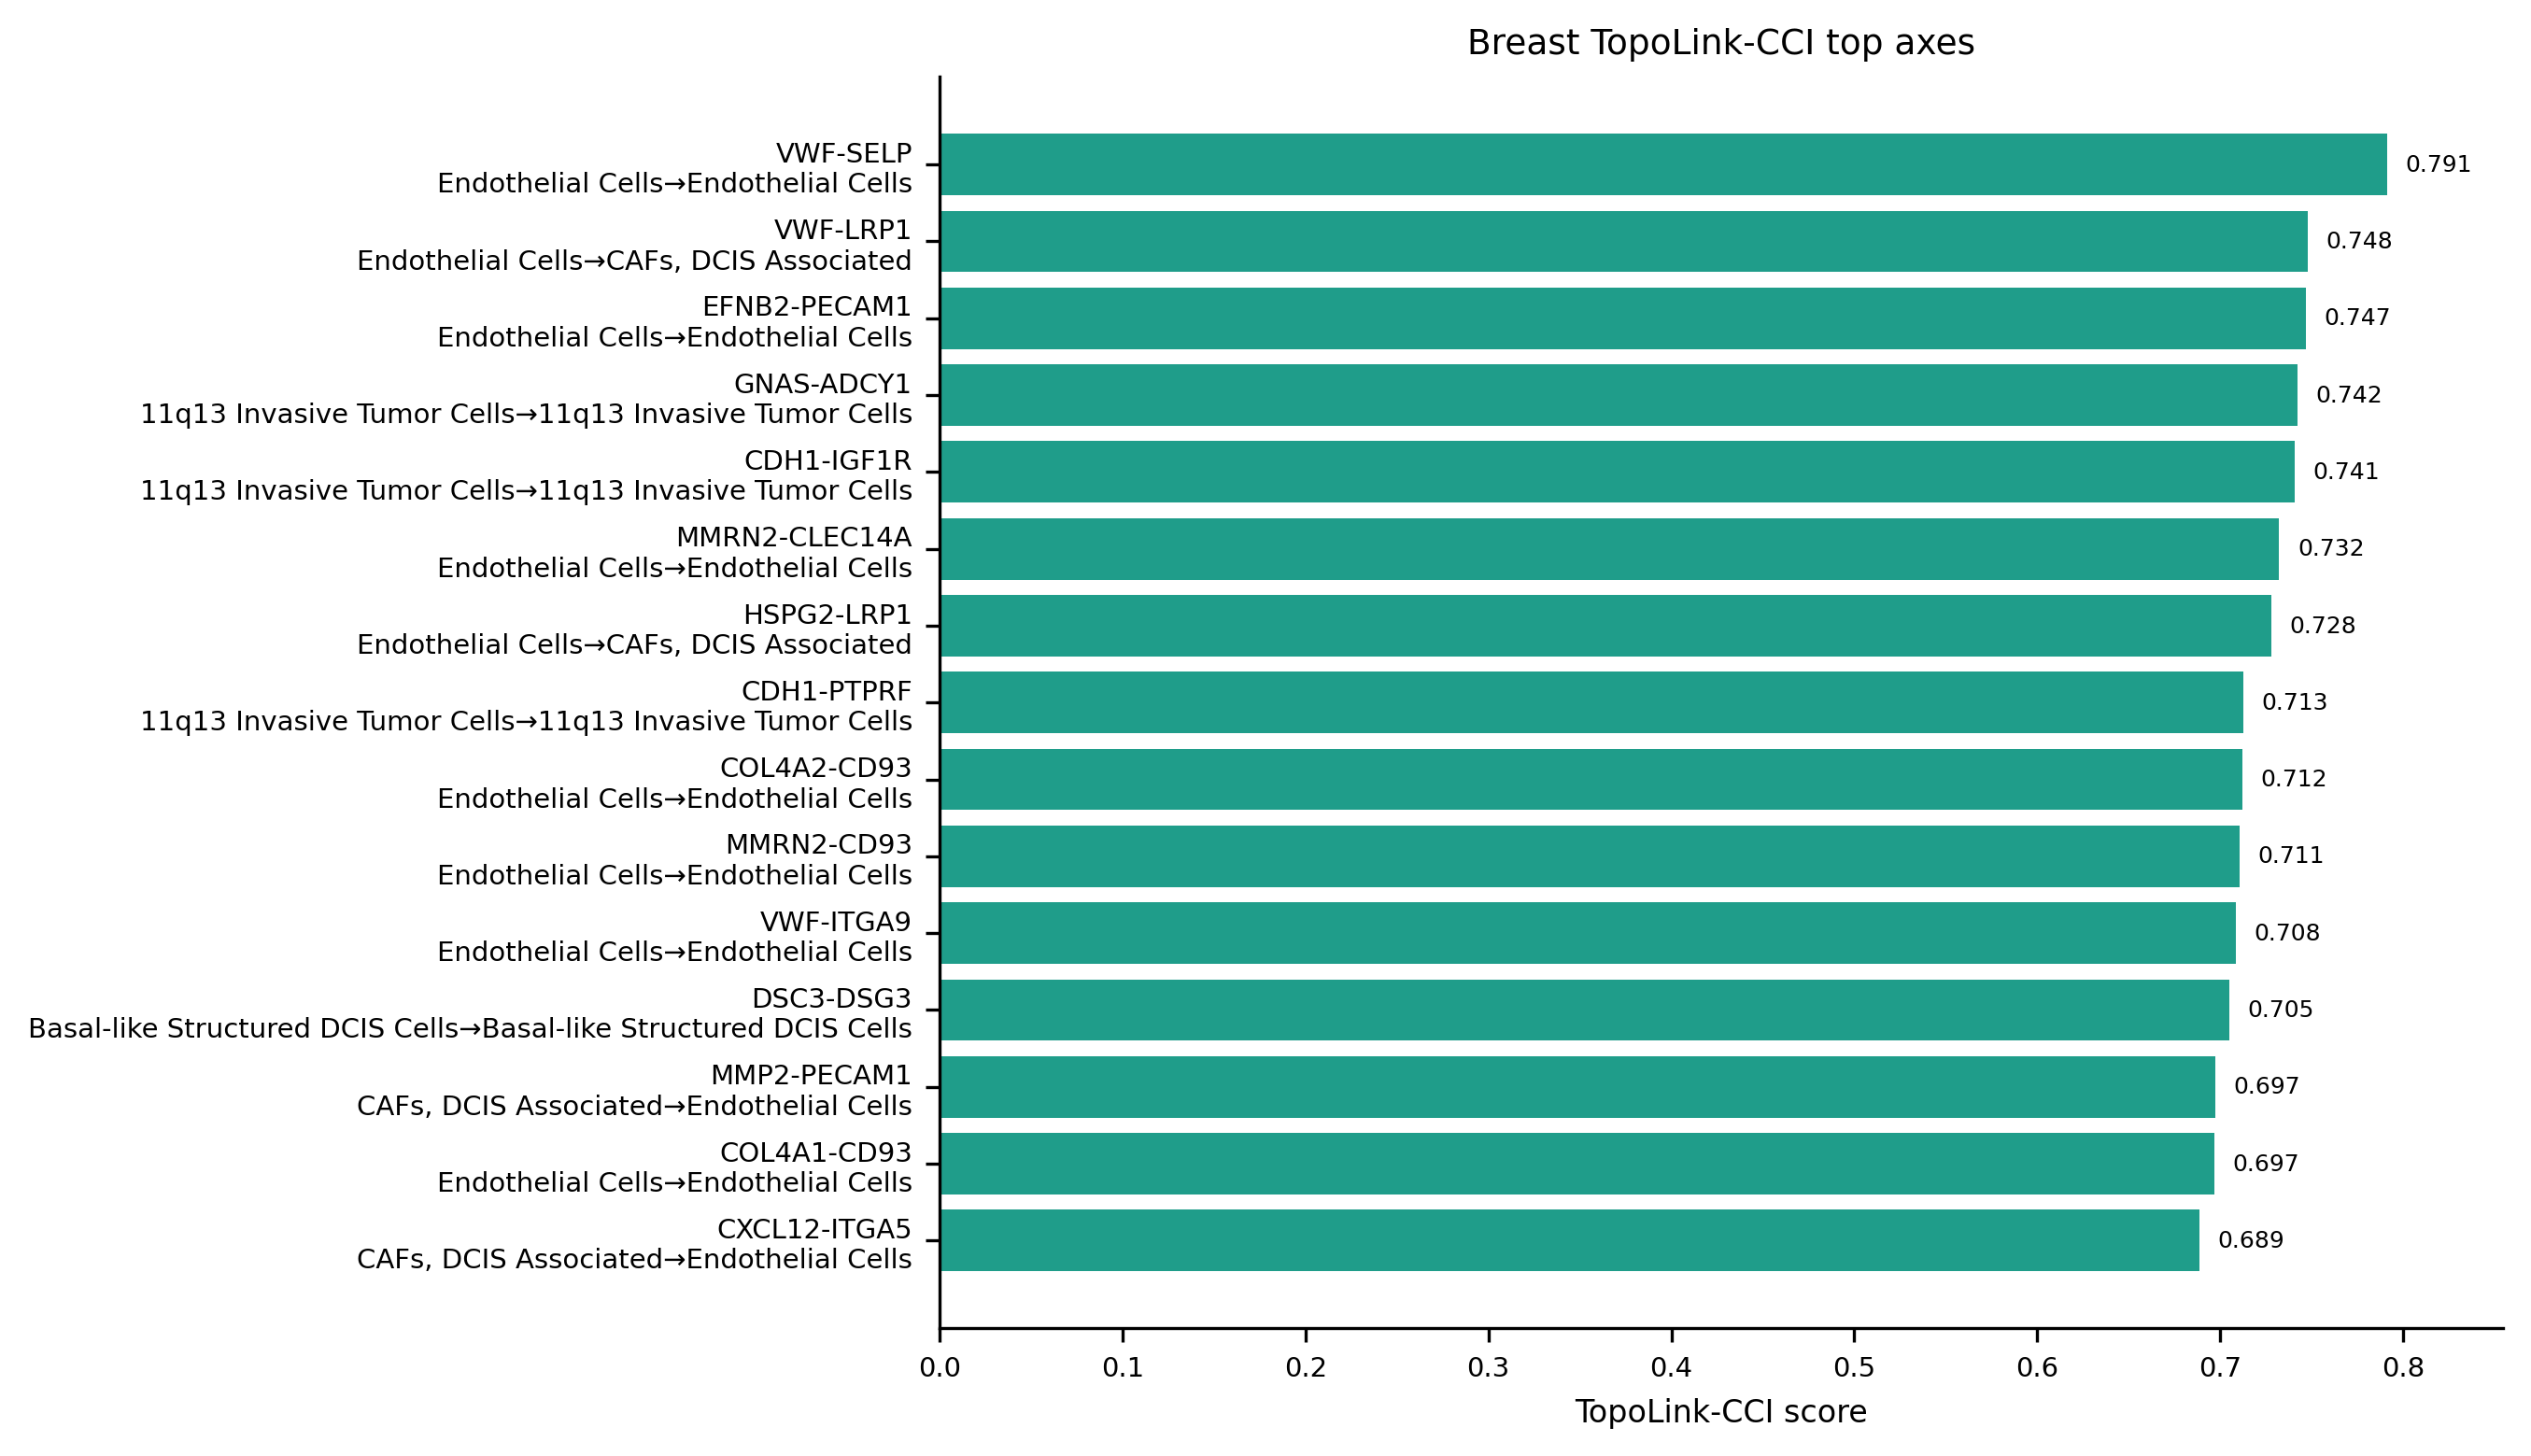 Breast TopoLink-CCI top axes
VWF-SELP
Endothelial Cells→Endothelial Cells
0.791
VWF-LRP1
Endothelial Cells→CAFs, DCIS Associated
0.748
EFNB2-PECAM1
Endothelial Cells→Endothelial Cells
0.747
GNAS-ADCY1
11q13 Invasive Tumor Cells→11q13 Invasive Tumor Cells
0.742
CDH1-IGF1R
11q13 Invasive Tumor Cells→11q13 Invasive Tumor Cells
0.741
MMRN2-CLEC14A
Endothelial Cells→Endothelial Cells
0.732
HSPG2-LRP1
Endothelial Cells→CAFs, DCIS Associated
0.728
CDH1-PTPRF
11q13 Invasive Tumor Cells→11q13 Invasive Tumor Cells
0.713
COL4A2-CD93
Endothelial Cells→Endothelial Cells
0.712
MMRN2-CD93
Endothelial Cells→Endothelial Cells
0.711
VWF-ITGA9
Endothelial Cells→Endothelial Cells
0.708
DSC3-DSG3
Basal-like Structured DCIS Cells→Basal-like Structured DCIS Cells
0.705
MMP2-PECAM1
CAFs, DCIS Associated→Endothelial Cells
0.697
COL4A1-CD93
Endothelial Cells→Endothelial Cells
0.697
CXCL12-ITGA5
CAFs, DCIS Associated→Endothelial Cells
0.689
0.0 0.1 0.2 0.3 0.4 0.5 0.6 0.7 0.8
TopoLink-CCI score